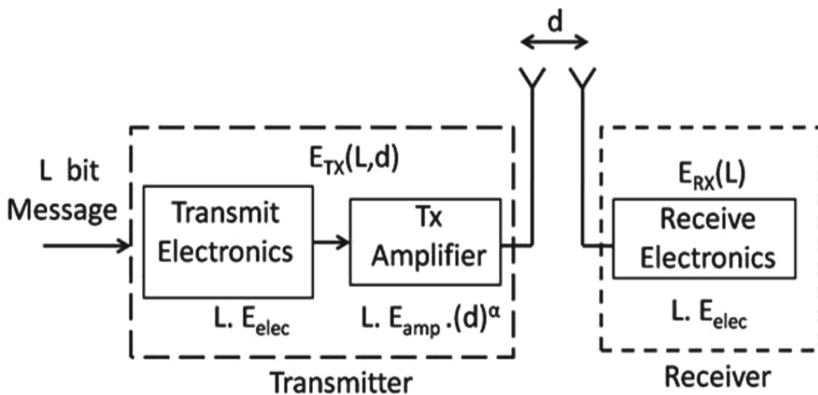 d
L bit
Message
E_TX(L,d)
Transmit
Electronics
Tx
Amplifier
L. E_elec
L. E_amp .(d)^α
Transmitter
E_RX(L)
Receive
Electronics
L. E_elec
Receiver